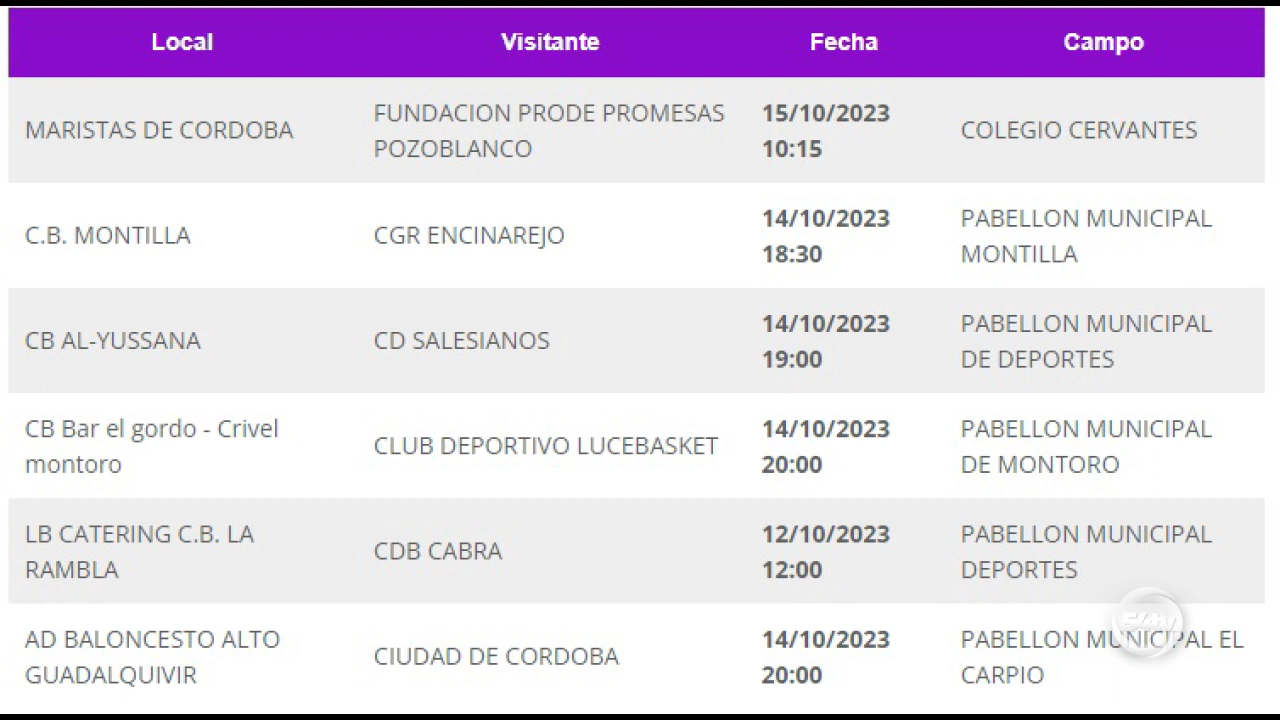 Local Visitante Fecha Campo
MARISTAS DE CORDOBA
FUNDACION PRODE PROMESAS
POZOBLANCO
15/10/2023
10:15
COLEGIO CERVANTES
C.B. MONTILLA
CGR ENCINAREJO
14/10/2023
18:30
PABELLON MUNICIPAL
MONTILLA
CB AL-YUSSANA
CD SALESIANOS
14/10/2023
19:00
PABELLON MUNICIPAL
DE DEPORTES
CB Bar el gordo - Crivel
montoro
CLUB DEPORTIVO LUCEBASKET
14/10/2023
20:00
PABELLON MUNICIPAL
DE MONTORO
LB CATERING C.B. LA
RAMBLA
CDB CABRA
12/10/2023
12:00
PABELLON MUNICIPAL
DEPORTES
AD BALONCESTO ALTO
GUADALQUIVIR
CIUDAD DE CORDOBA
14/10/2023
20:00
PABELLON MUNICIPAL EL
CARPIO